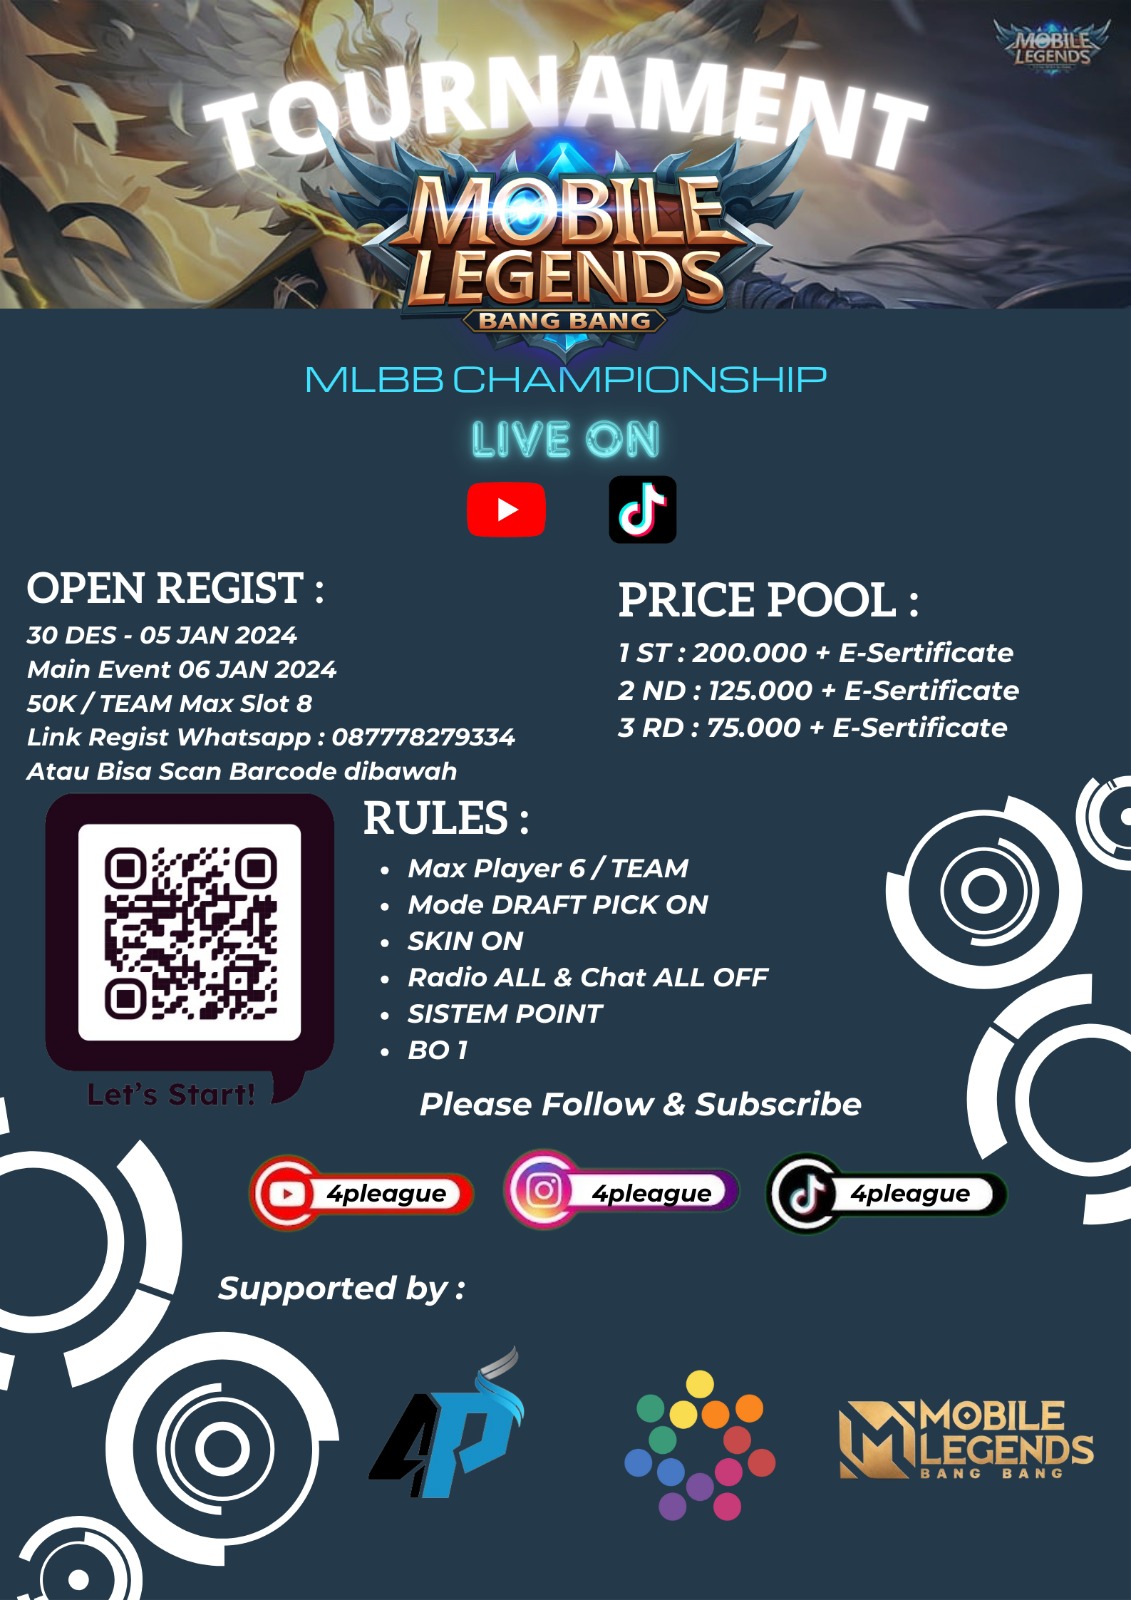 MOBILE
LEGENDS
TOURNAMENT
MOBILE
LEGENDS
BANG BANG
MLBB CHAMPIONSHIP
LIVE ON
OPEN REGIST :
30 DES - 05 JAN 2024
Main Event 06 JAN 2024
50K / TEAM Max Slot 8
Link Regist Whatsapp : 087778279334
Atau Bisa Scan Barcode dibawah
PRICE POOL :
1 ST : 200.000 + E-Sertificate
2 ND : 125.000 + E-Sertificate
3 RD : 75.000 + E-Sertificate
Let's Start!
RULES :
• Max Player 6 / TEAM
• Mode DRAFT PICK ON
• SKIN ON
• Radio ALL & Chat ALL OFF
• SISTEM POINT
• BO 1
Please Follow & Subscribe
4pleague
4pleague
4pleague
Supported by :
4P
MOBILE
LEGENDS
BANG BANG